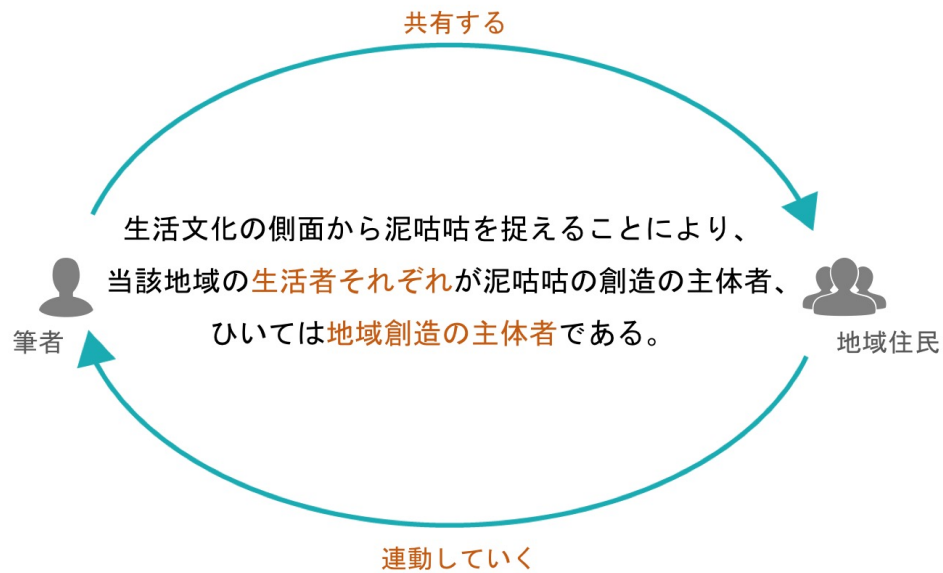 共有する
生活文化の側面から泥咕咕を捉えることにより、
当該地域の生活者それぞれが泥咕咕の創造の主体者、
ひいては地域創造の主体者である。
筆者
地域住民
連動していく